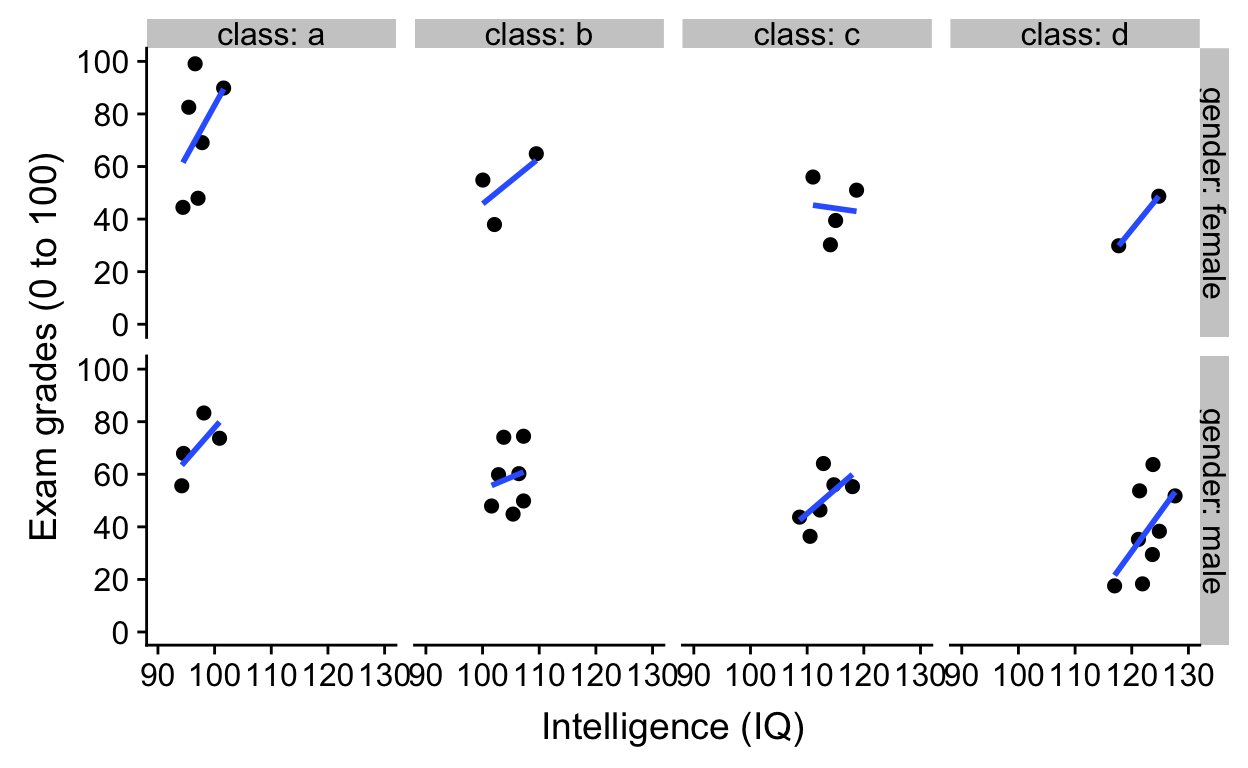 class: a
class: b
class: c
class: d
100
80
60
40
20
0
gender: female
100
80
60
40
20
0
gender: male
Exam grades (0 to 100)
90 100 110 120 130
90 100 110 120 130
90 100 110 120 130
90 100 110 120 130
Intelligence (IQ)